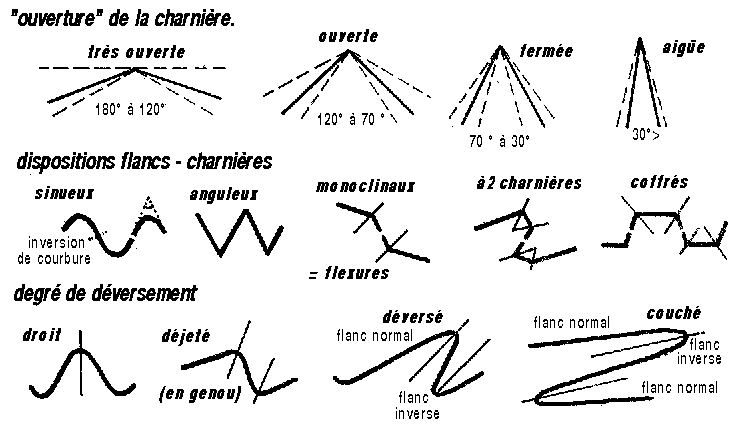 "ouverture" de la charnière.
très ouverte
ouverte
fermée
aigüe
180° à 120°
120° à 70 °
70 ° à 30°
30°>
dispositions flancs - charnières
sinueux
anguleux
monoclinaux
à 2 charnières
coffrés
inversion
de courbure
= flexures
degré de déversement
droit
déjeté
(en genou)
déversé
flanc normal
flanc
inverse
couché
flanc normal
flanc
inverse
flanc normal